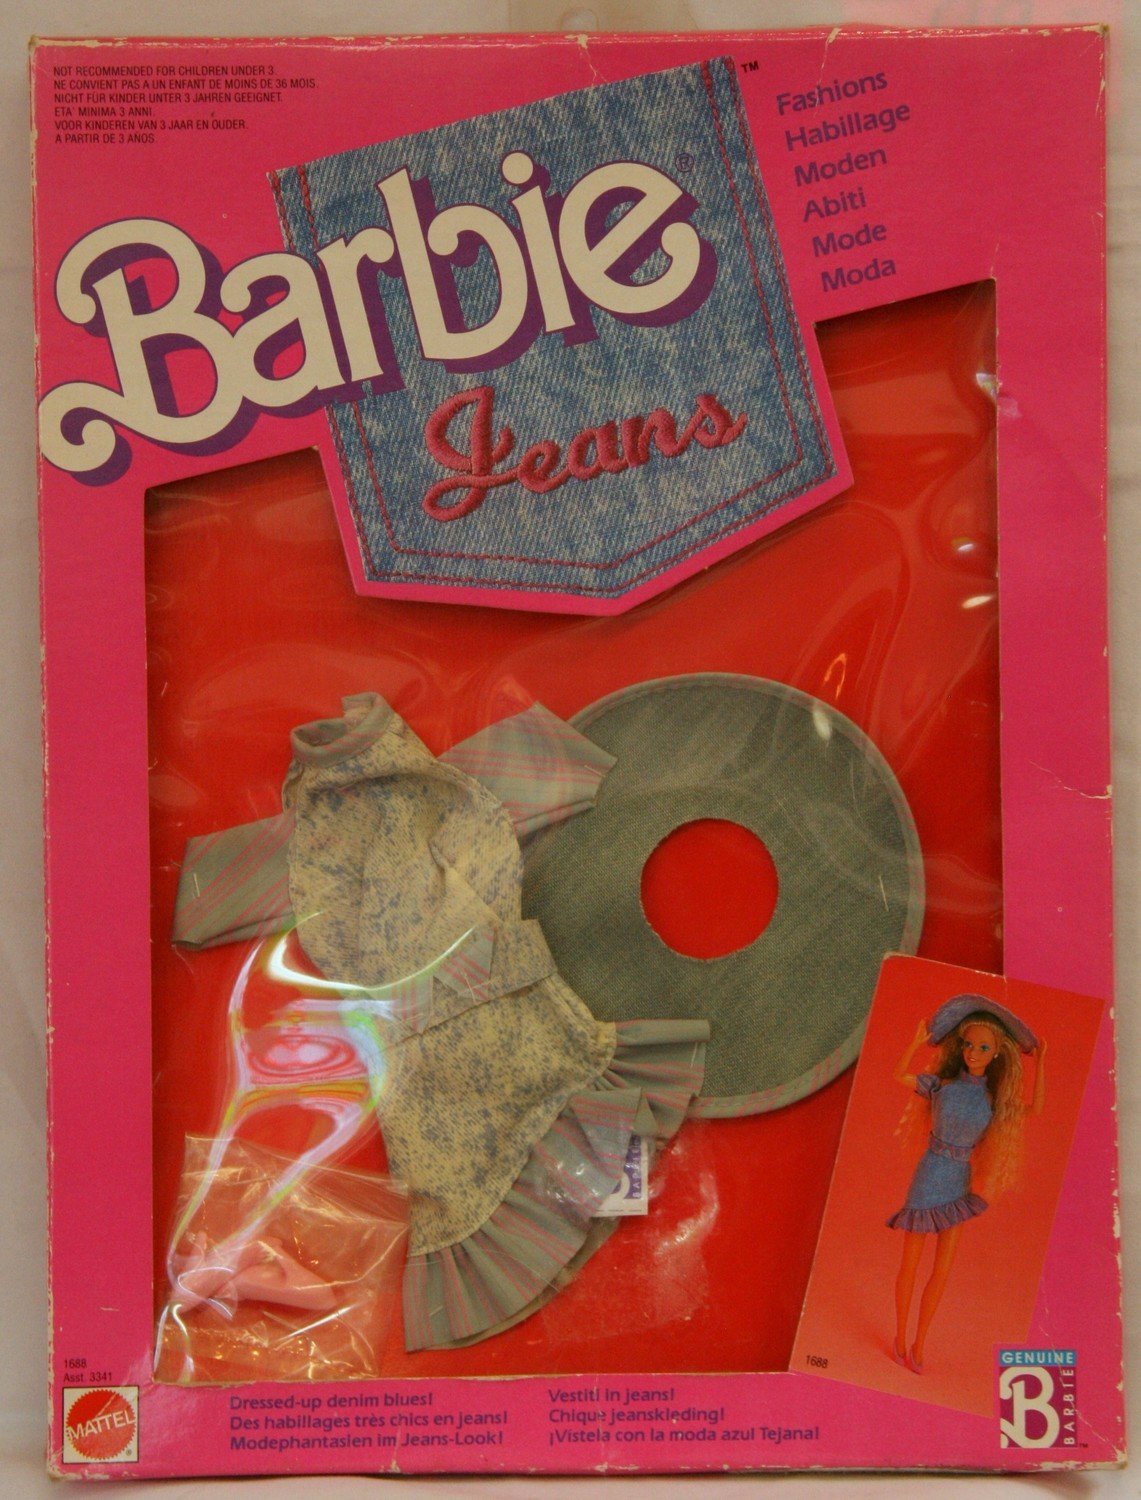 NOT RECOMMENDED FOR CHILDREN UNDER 3.
NE CONVIENT PAS A UN ENFANT DE MOINS DE 36 MOIS.
NICHT FÜR KINDER UNTER 3 JAHREN GEEIGNET.
ETA' MINIMA 3 ANNI.
VOOR KINDEREN VAN 3 JAAR EN OUDER.
A PARTIR DE 3 ANOS.
™
Fashions
Habillage
Moden
Abiti
Mode
Moda
Barbie®
Jeans
B BARBIE
1688
1688
Asst 3341
MATTEL®
Dressed-up denim blues!
Des habillages très chics en jeans!
Modephantasien im Jeans-Look!
Vestiti in jeans!
Chique jeanskleding!
¡Vístela con la moda azul Tejana!
GENUINE
B BARBIE™